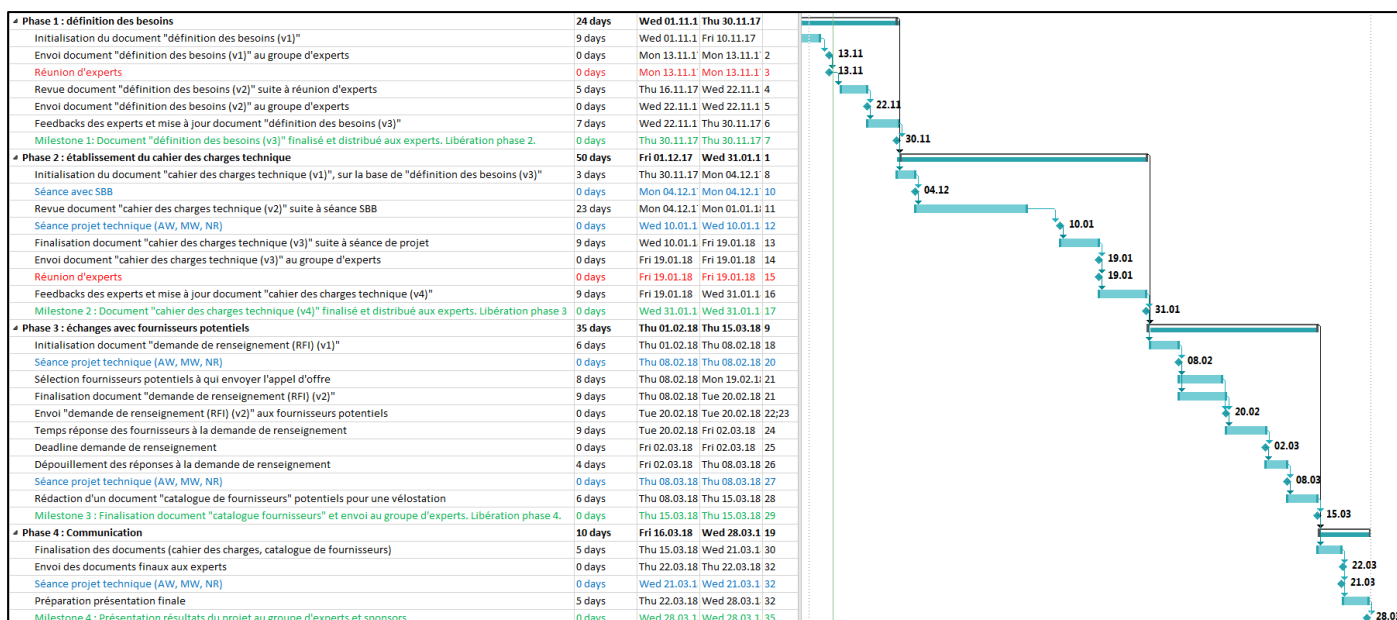 Phase 1 : définition des besoins 24 days Wed 01.11.1 Thu 30.11.17
Initialisation du document "définition des besoins (v1)" 9 days Wed 01.11.1 Fri 10.11.17
Envoi document "définition des besoins (v1)" au groupe d'experts 0 days Mon 13.11.1 Mon 13.11.1 2 13.11
Réunion d'experts 0 days Mon 13.11.1 Mon 13.11.1 3 13.11
Revue document "définition des besoins (v2)" suite à réunion d'experts 5 days Thu 16.11.17 Wed 22.11.1 4
Envoi document "définition des besoins (v2)" au groupe d'experts 0 days Wed 22.11.1 Wed 22.11.1 5 22.11
Feedbacks des experts et mise à jour document "définition des besoins (v3)" 7 days Wed 22.11.1 Thu 30.11.17 6
Milestone 1: Document "définition des besoins (v3)" finalisé et distribué aux experts. Libération phase 2. 0 days Thu 30.11.17 Thu 30.11.17 7 30.11
Phase 2 : établissement du cahier des charges technique 50 days Fri 01.12.17 Wed 31.01.1 1
Initialisation du document "cahier des charges technique (v1)", sur la base de "définition des besoins (v3)" 3 days Thu 30.11.17 Mon 04.12.1 8
Séance avec SBB 0 days Mon 04.12.1 Mon 04.12.1 10 04.12
Revue document "cahier des charges technique (v2)" suite à séance SBB 23 days Mon 04.12.1 Mon 01.01.1 11
Séance projet technique (AW, MW, NR) 0 days Wed 10.01.1 Wed 10.01.1 12 10.01
Finalisation document "cahier des charges technique (v3)" suite à séance de projet 9 days Wed 10.01.1 Fri 19.01.18 13
Envoi document "cahier des charges technique (v3)" au groupe d'experts 0 days Fri 19.01.18 Fri 19.01.18 14 19.01
Réunion d'experts 0 days Fri 19.01.18 Fri 19.01.18 15 19.01
Feedbacks des experts et mise à jour document "cahier des charges technique (v4)" 9 days Fri 19.01.18 Wed 31.01.1 16
Milestone 2 : Document "cahier des charges technique (v4)" finalisé et distribué aux experts. Libération phase 3 0 days Wed 31.01.1 Wed 31.01.1 17 31.01
Phase 3 : échanges avec fournisseurs potentiels 35 days Thu 01.02.18 Thu 15.03.18 9
Initialisation document "demande de renseignement (RFI) (v1)" 6 days Thu 01.02.18 Thu 08.02.18 18
Séance projet technique (AW, MW, NR) 0 days Thu 08.02.18 Thu 08.02.18 20 08.02
Sélection fournisseurs potentiels à qui envoyer l'appel d'offre 8 days Thu 08.02.18 Mon 19.02.1 21
Finalisation document "demande de renseignement (RFI) (v2)" 9 days Thu 08.02.18 Tue 20.02.18 21
Envoi "demande de renseignement (RFI) (v2)" aux fournisseurs potentiels 0 days Tue 20.02.18 Tue 20.02.18 22;23 20.02
Temps réponse des fournisseurs à la demande de renseignement 9 days Tue 20.02.18 Fri 02.03.18 24
Deadline demande de renseignement 0 days Fri 02.03.18 Fri 02.03.18 25 02.03
Dépouillement des réponses à la demande de renseignement 4 days Fri 02.03.18 Thu 08.03.18 26
Séance projet technique (AW, MW, NR) 0 days Thu 08.03.18 Thu 08.03.18 27 08.03
Rédaction d'un document "catalogue de fournisseurs" potentiels pour une vélostation 6 days Thu 08.03.18 Thu 15.03.18 28
Milestone 3 : Finalisation document "catalogue fournisseurs" et envoi au groupe d'experts. Libération phase 4. 0 days Thu 15.03.18 Thu 15.03.18 29 15.03
Phase 4 : Communication 10 days Fri 16.03.18 Wed 28.03.1 19
Finalisation des documents (cahier des charges, catalogue de fournisseurs) 5 days Thu 15.03.18 Wed 21.03.1 30
Envoi des documents finaux aux experts 0 days Thu 22.03.18 Thu 22.03.18 32 22.03
Séance projet technique (AW, MW, NR) 0 days Wed 21.03.1 Wed 21.03.1 32 21.03
Préparation présentation finale 5 days Thu 22.03.18 Wed 28.03.1 32
Milestone 4 : Présentation résultats du projet au groupe d'experts et sponsors 0 days Wed 28.03.1 Wed 28.03.1 35 28.03